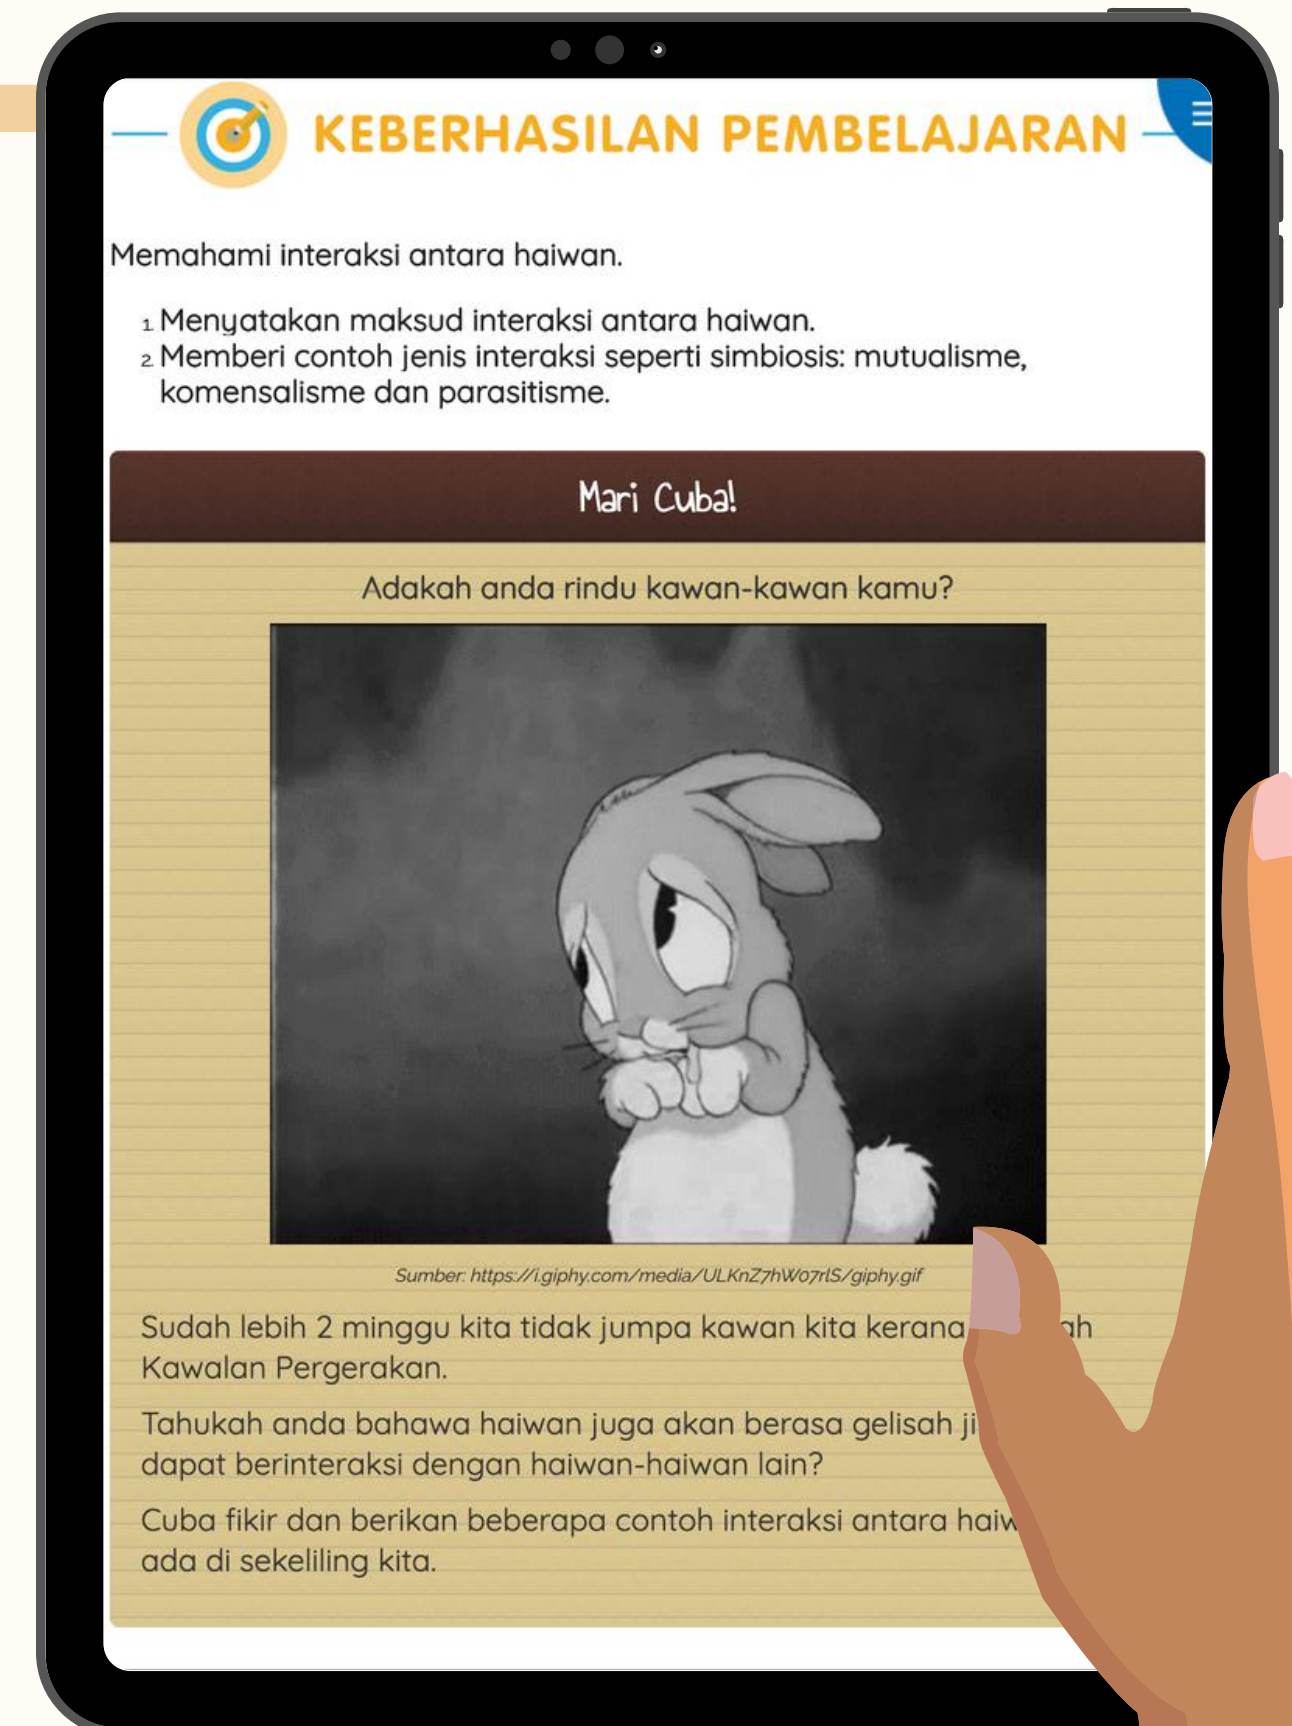 KEBERHASILAN PEMBELAJARAN
Memahami interaksi antara haiwan.
1. Menyatakan maksud interaksi antara haiwan.
2. Memberi contoh jenis interaksi seperti simbiosis: mutualisme,
komensalisme dan parasitisme.
Mari Cuba!
Adakah anda rindu kawan-kawan kamu?
Sumber: https://i.giphy.com/media/ULKnZ7hWo7rlS/giphy.gif
Sudah lebih 2 minggu kita tidak jumpa kawan kita kerana
Kawalan Pergerakan.
Tahukah anda bahawa haiwan juga akan berasa gelisah
dapat berinteraksi dengan haiwan-haiwan lain?
Cuba fikir dan berikan beberapa contoh interaksi antara
ada di sekeliling kita.